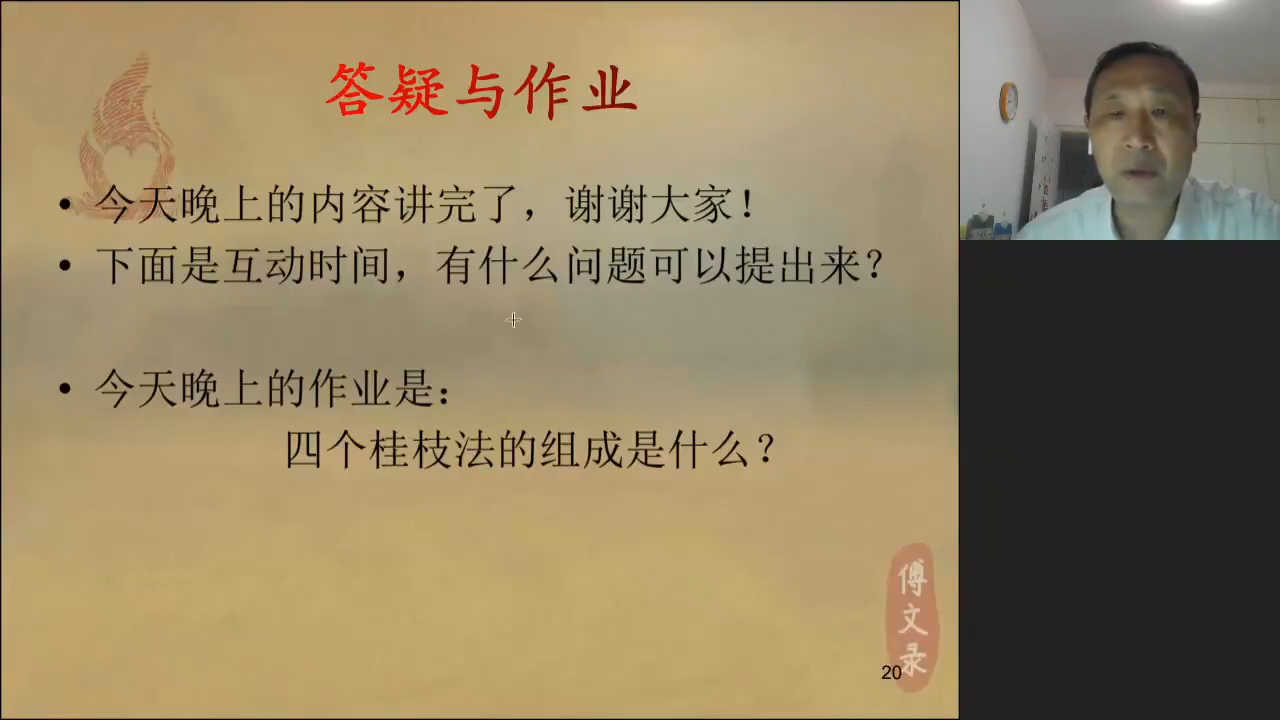 答疑与作业
• 今天晚上的内容讲完了，谢谢大家！
• 下面是互动时间，有什么问题可以提出来？
• 今天晚上的作业是：
四个桂枝法的组成是什么？
傅文录
20